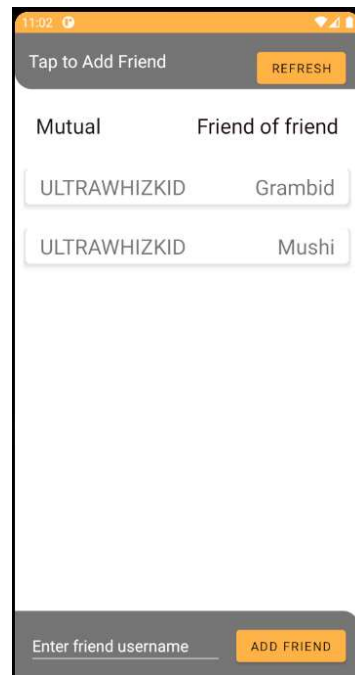 11:02
Tap to Add Friend REFRESH
Mutual Friend of friend
ULTRAWHIZKID Grambid
ULTRAWHIZKID Mushi
Enter friend username ADD FRIEND